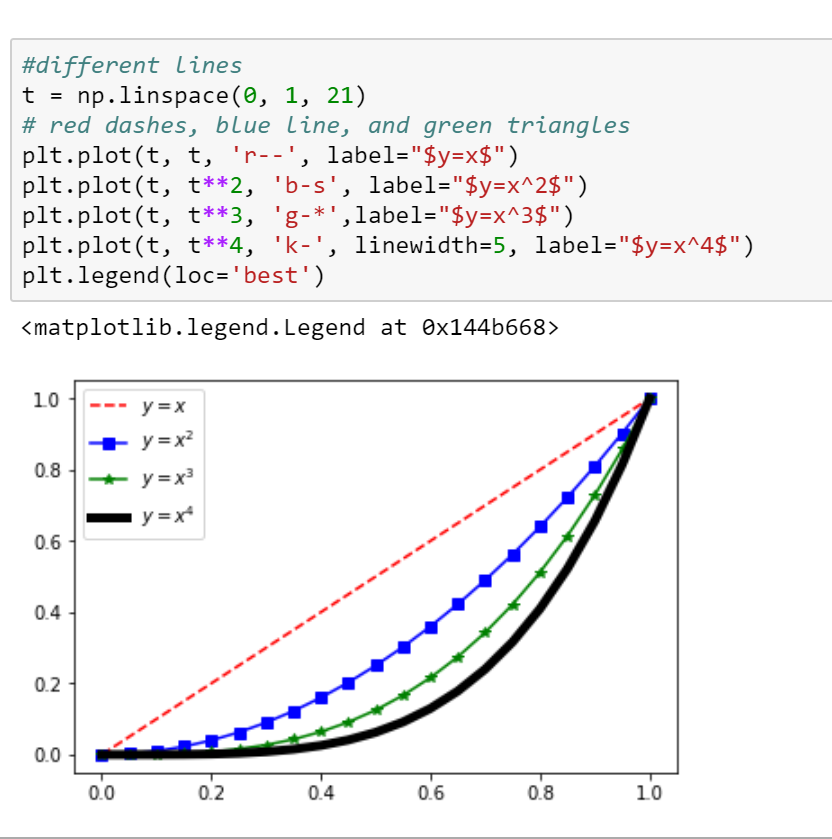 #different lines
t = np.linspace(0, 1, 21)
# red dashes, blue line, and green triangles
plt.plot(t, t, 'r--', label="$y=x$")
plt.plot(t, t**2, 'b-s', label="$y=x^2$")
plt.plot(t, t**3, 'g-*',label="$y=x^3$")
plt.plot(t, t**4, 'k-', linewidth=5, label="$y=x^4$")
plt.legend(loc='best')
<matplotlib.legend.Legend at 0x144b668>
y = x
y = x²
y = x³
y = x⁴
1.0
0.8
0.6
0.4
0.2
0.0
0.0 0.2 0.4 0.6 0.8 1.0